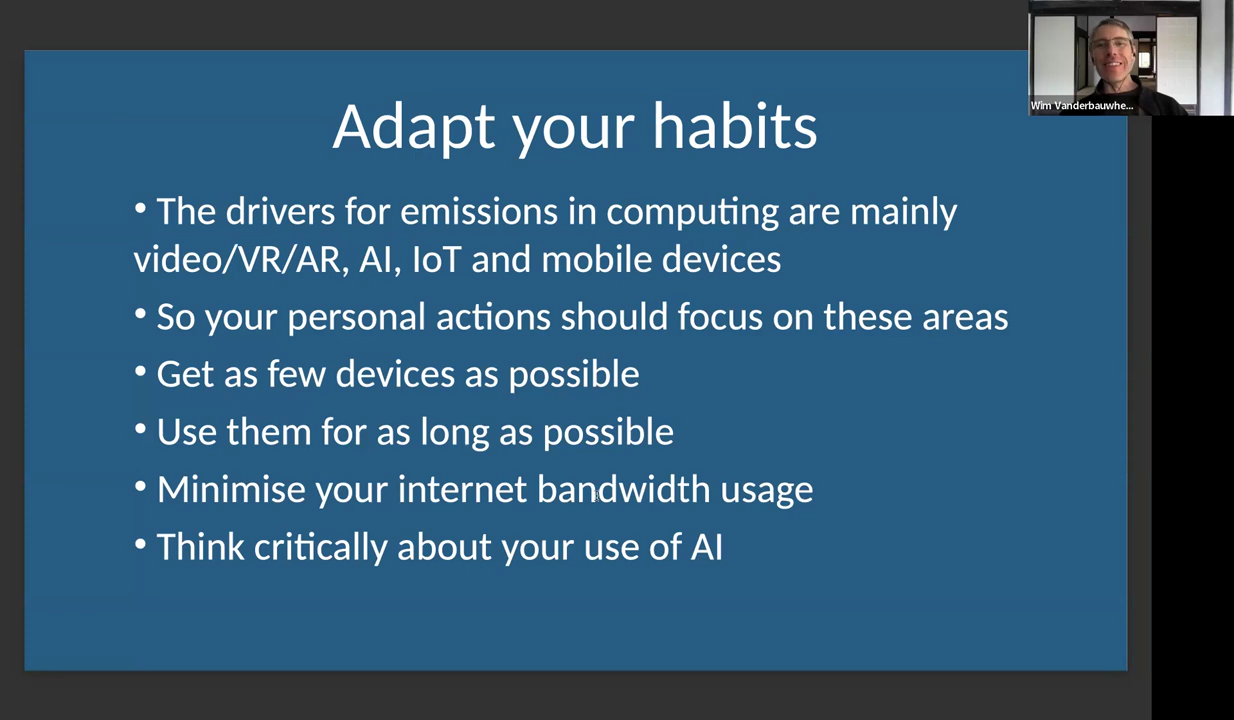 Wim Vanderbauwhe...
Adapt your habits
• The drivers for emissions in computing are mainly
video/VR/AR, AI, IoT and mobile devices
• So your personal actions should focus on these areas
• Get as few devices as possible
• Use them for as long as possible
• Minimise your internet bandwidth usage
• Think critically about your use of AI